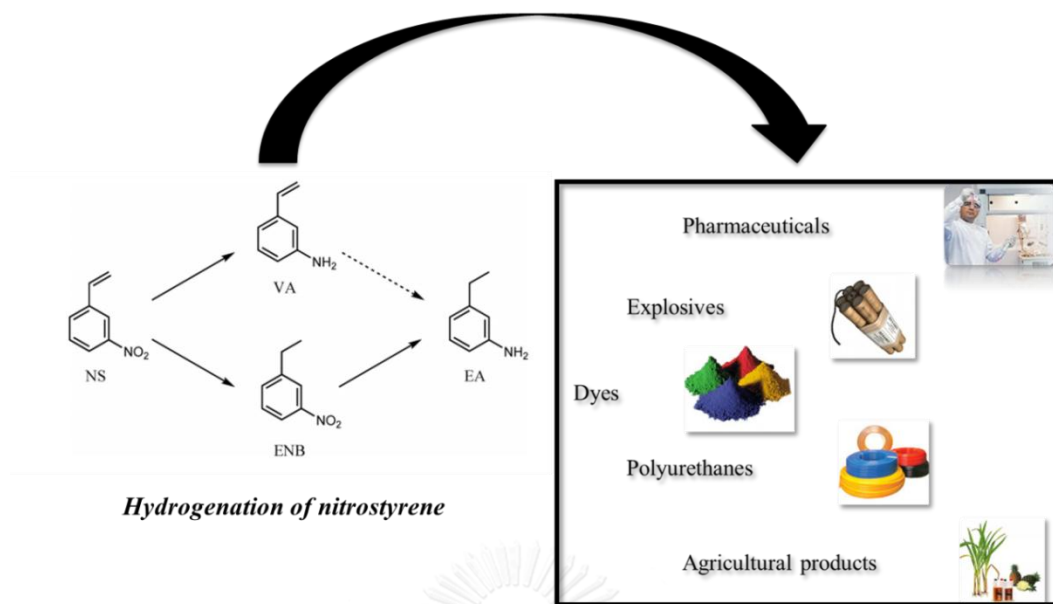 NH₂
VA
NO₂
NS
NH₂
EA
NO₂
ENB
Hydrogenation of nitrostyrene
Pharmaceuticals
Explosives
Dyes
Polyurethanes
Agricultural products